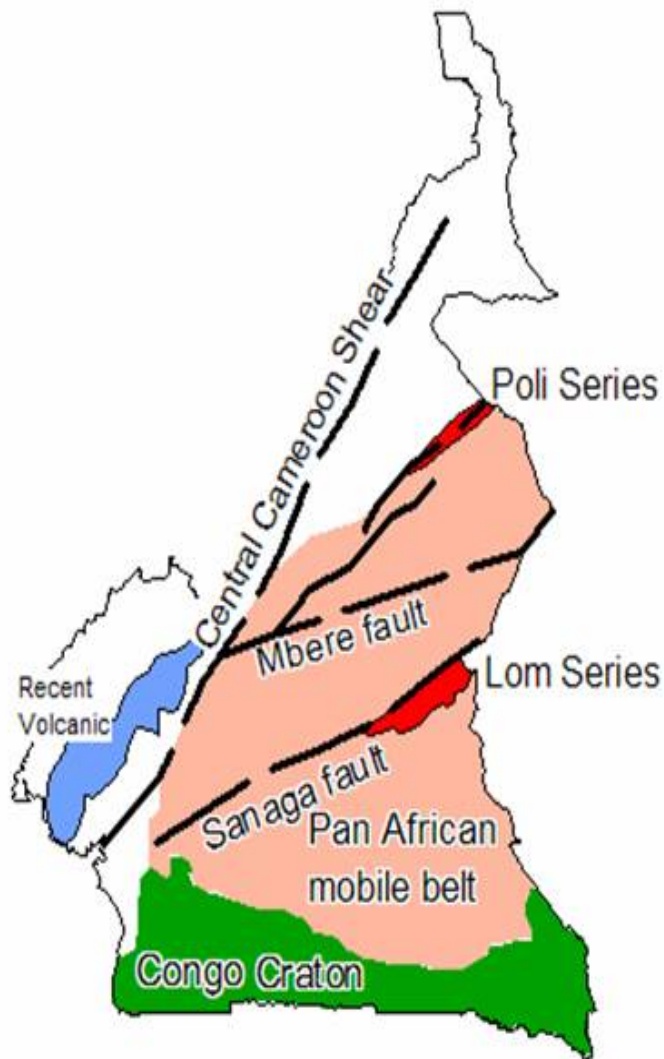 Central Cameroon Shear
Poli Series
Mbere fault
Lom Series
Recent
Volcanic
Sanaga fault
Pan African
mobile belt
Congo Craton